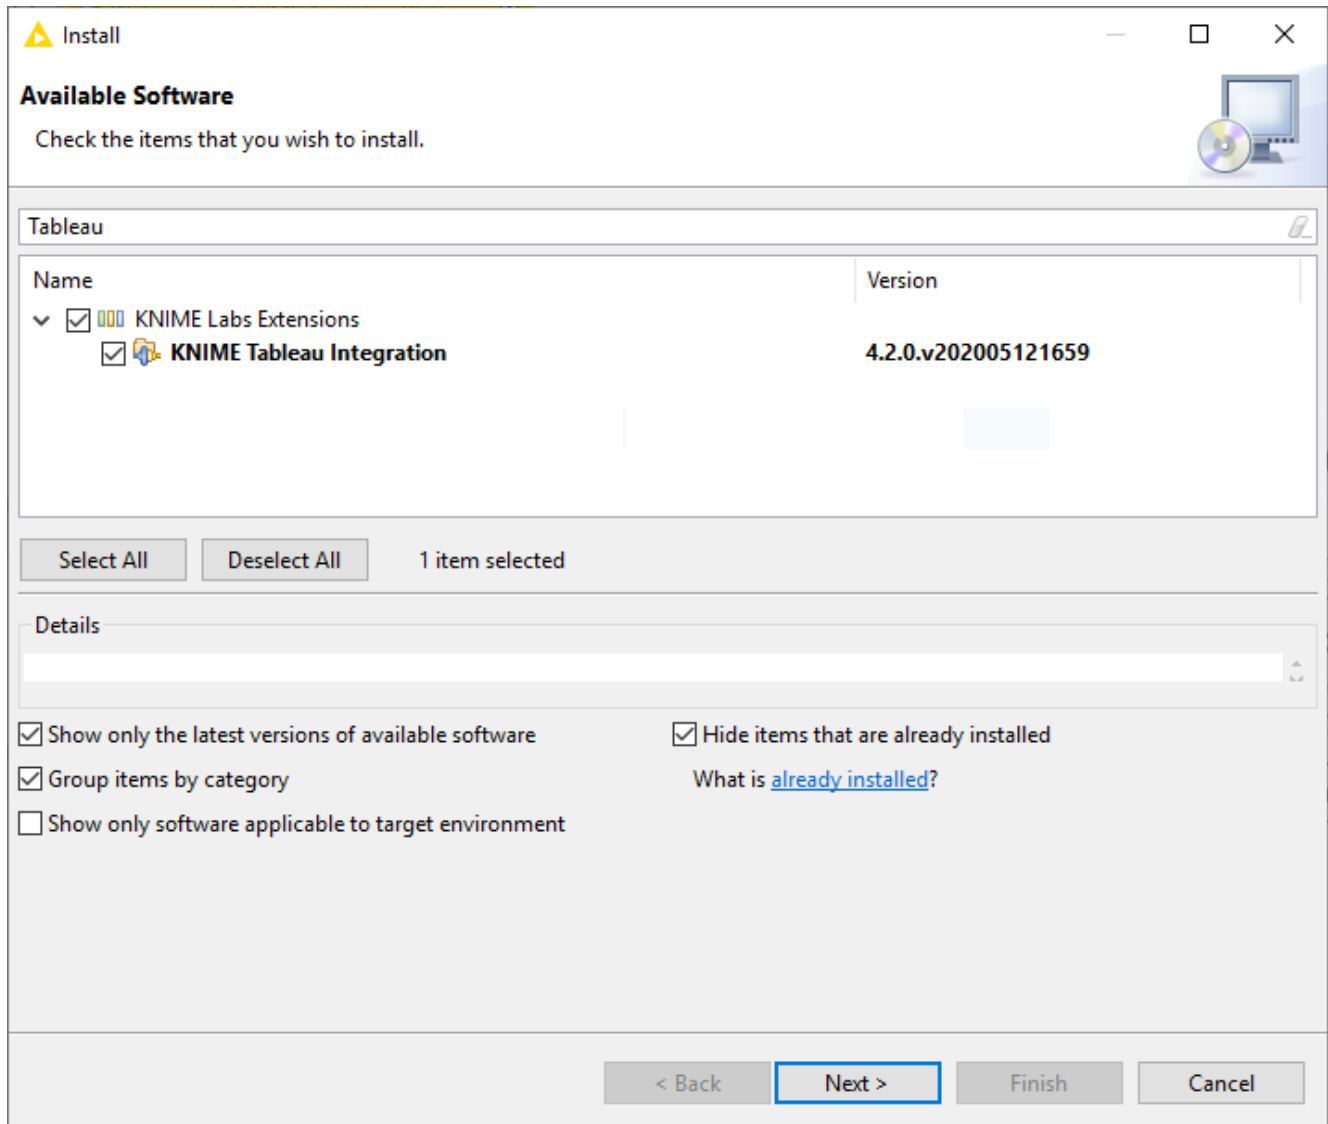 Install
Available Software
Check the items that you wish to install.
Tableau
Name Version
KNIME Labs Extensions
KNIME Tableau Integration 4.2.0.v202005121659
Select All Deselect All 1 item selected
Details
Show only the latest versions of available software Hide items that are already installed
Group items by category What is already installed?
Show only software applicable to target environment
< Back Next > Finish Cancel